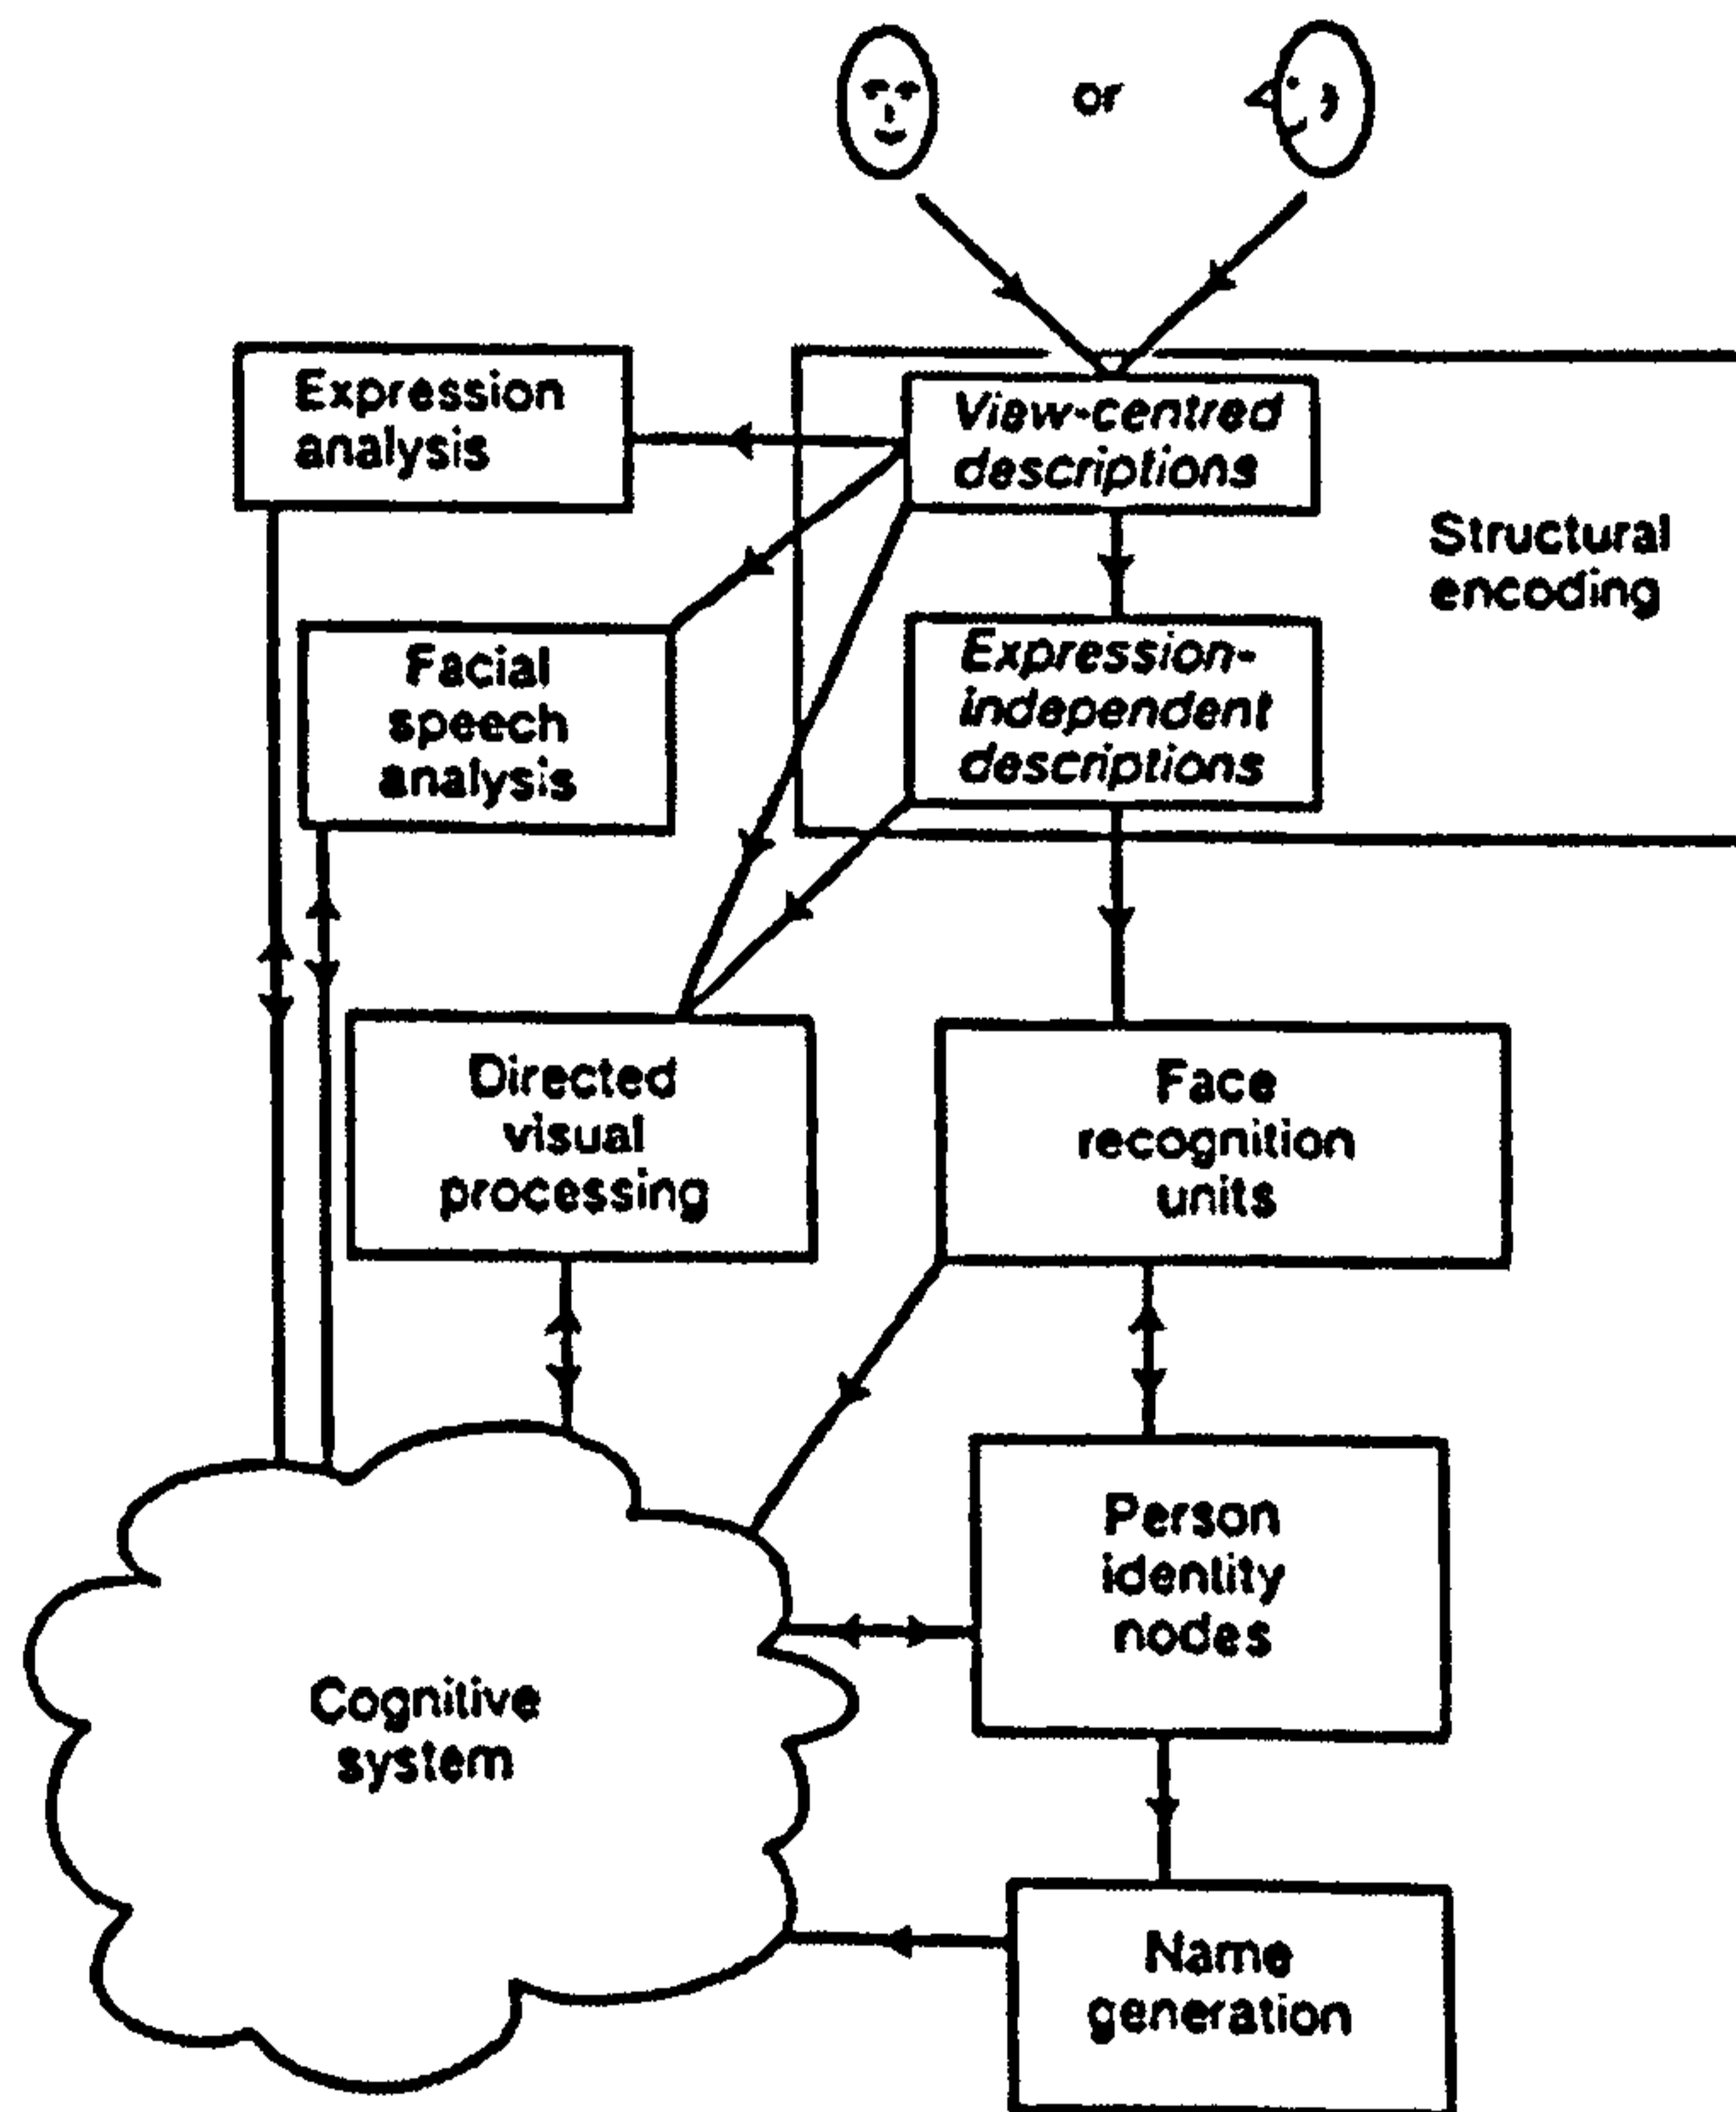 or
Expression
analysis
View-centred
descriptions
Structural
encoding
Facial
speech
analysis
Expression-
independent
descriptions
Directed
visual
processing
Face
recognition
units
Person
identity
nodes
Cognitive
system
Name
generation